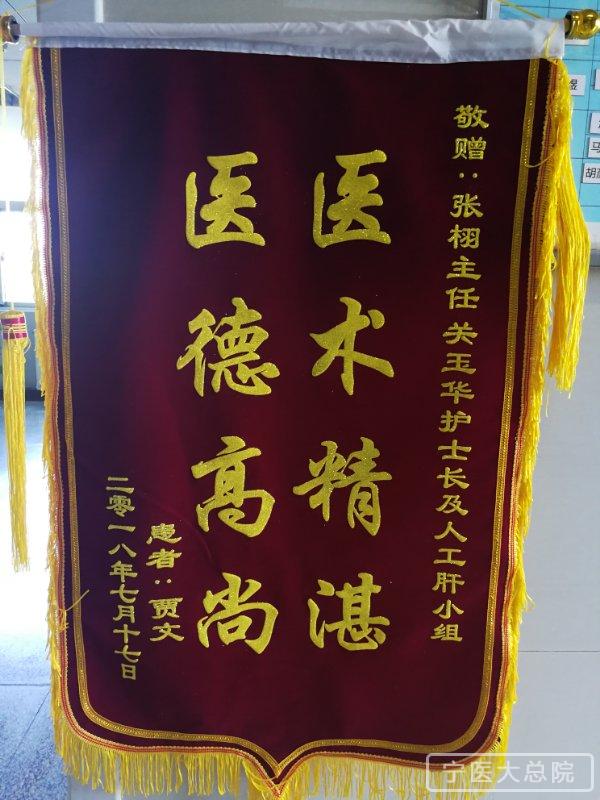 敬赠：张栩主任 关玉华护士长及人工肝小组
医术精湛
医德高尚
患者：贾文
二零一八年七月十七日
宁医大总院